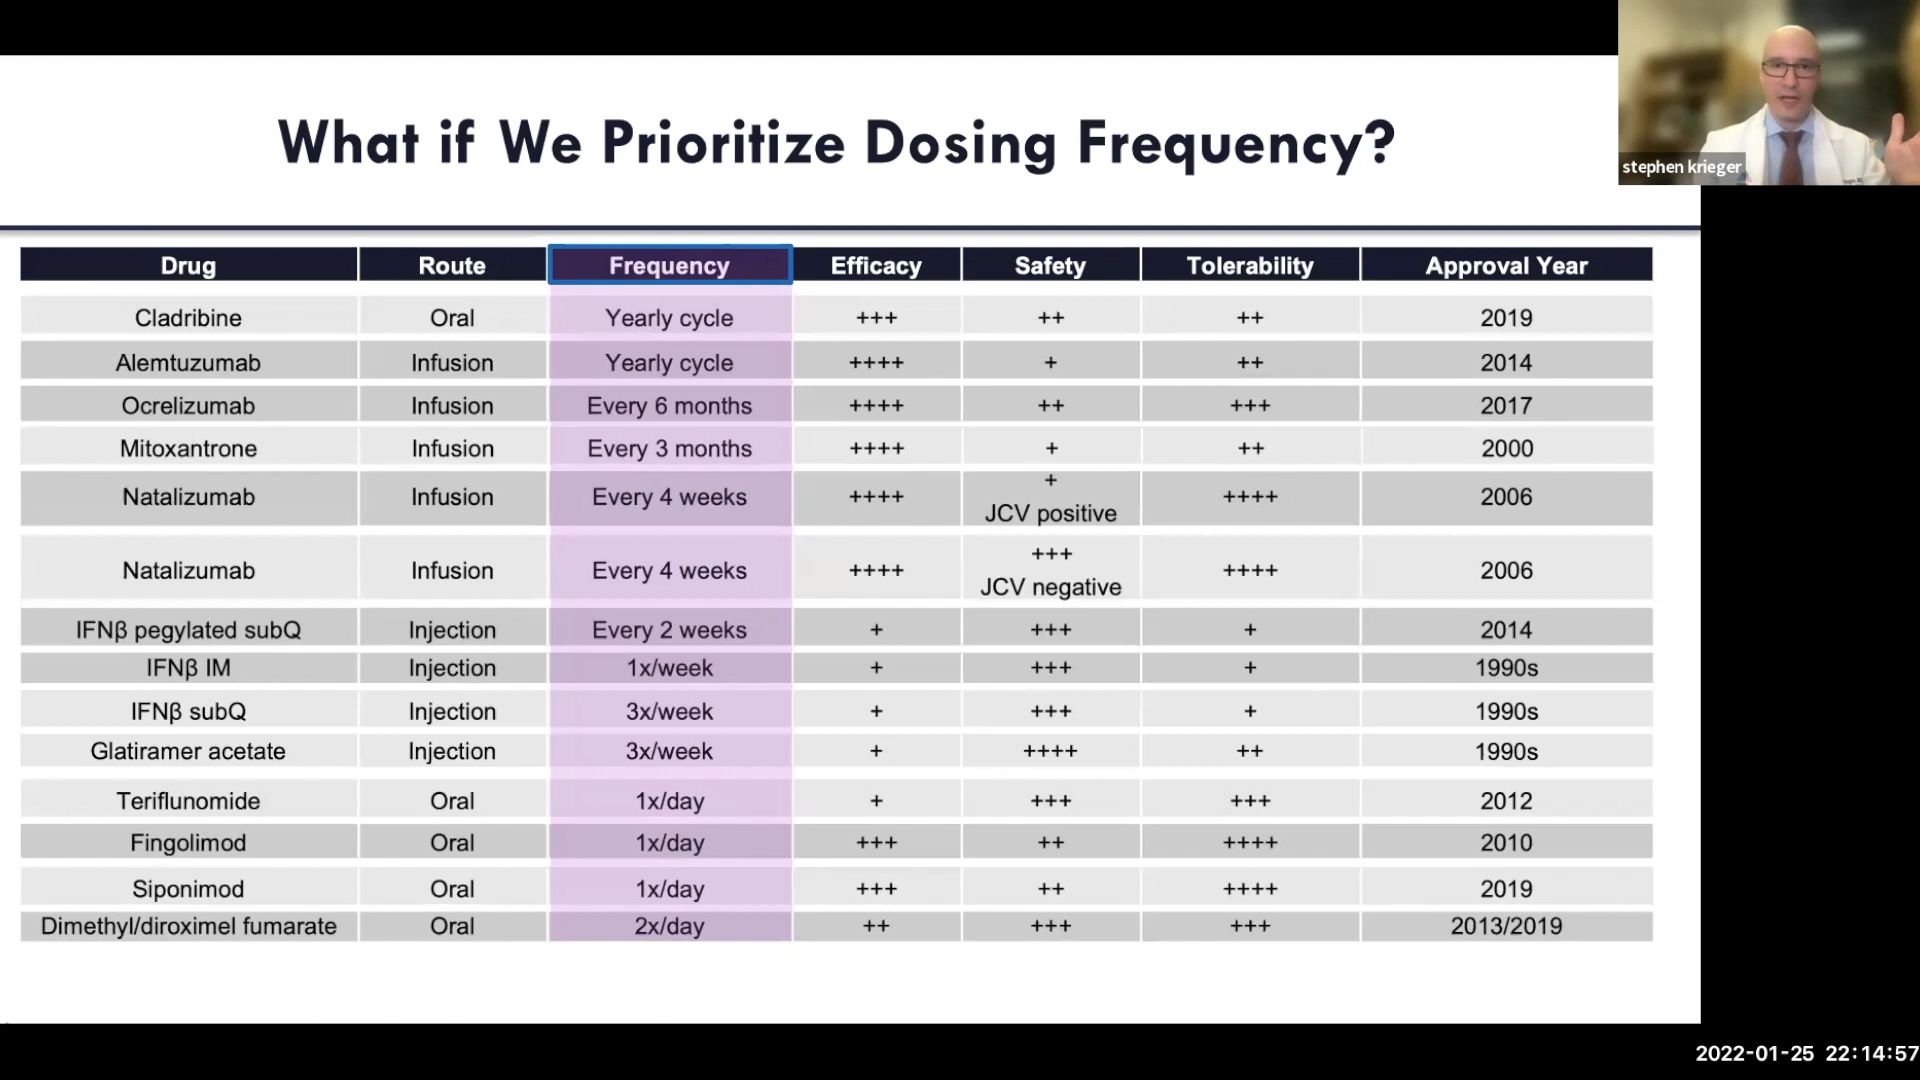 What if We Prioritize Dosing Frequency?
stephen krieger
Drug Route Frequency Efficacy Safety Tolerability Approval Year
Cladribine Oral Yearly cycle +++ ++ ++ 2019
Alemtuzumab Infusion Yearly cycle ++++ + ++ 2014
Ocrelizumab Infusion Every 6 months ++++ ++ +++ 2017
Mitoxantrone Infusion Every 3 months ++++ + ++ 2000
Natalizumab Infusion Every 4 weeks ++++ + JCV positive ++++ 2006
Natalizumab Infusion Every 4 weeks ++++ +++ JCV negative ++++ 2006
IFNβ pegylated subQ Injection Every 2 weeks + +++ + 2014
IFNβ IM Injection 1x/week + +++ + 1990s
IFNβ subQ Injection 3x/week + +++ + 1990s
Glatiramer acetate Injection 3x/week + ++++ ++ 1990s
Teriflunomide Oral 1x/day + +++ +++ 2012
Fingolimod Oral 1x/day +++ ++ ++++ 2010
Siponimod Oral 1x/day +++ ++ ++++ 2019
Dimethyl/diroximel fumarate Oral 2x/day ++ +++ +++ 2013/2019
2022-01-25 22:14:57